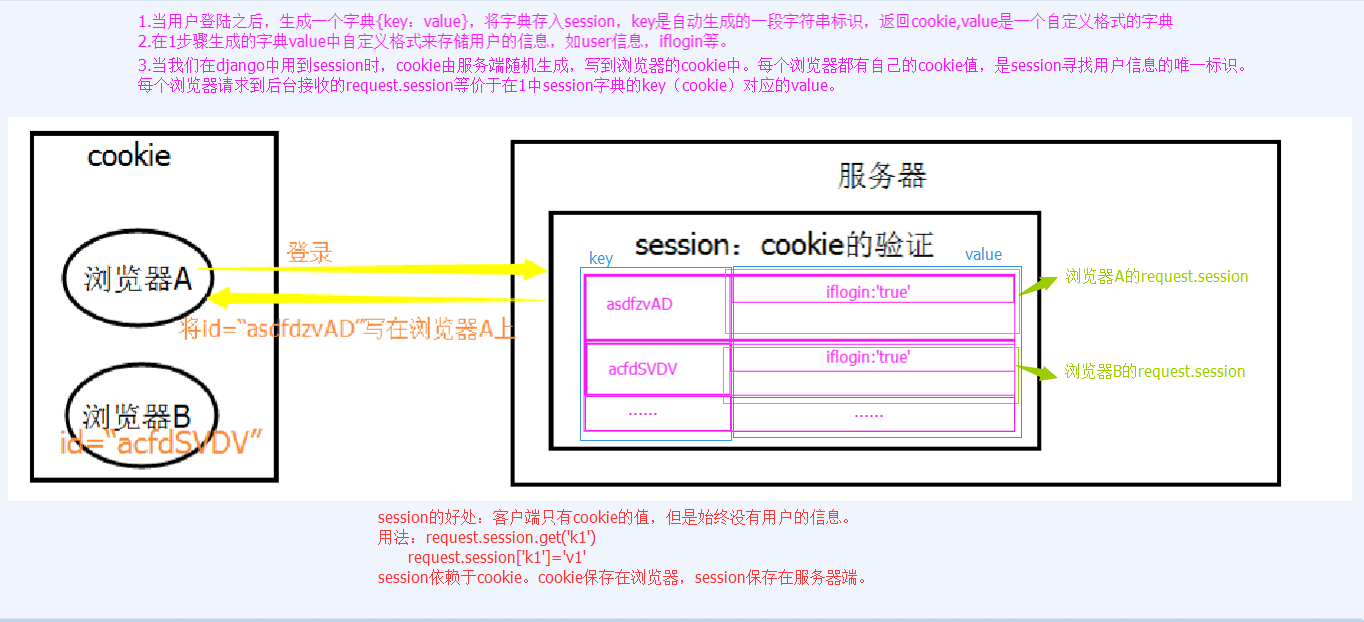 1.当用户登陆之后，生成一个字典{key：value}，将字典存入session，key是自动生成的一段字符串标识，返回cookie,value是一个自定义格式的字典
2.在1步骤生成的字典value中自定义格式来存储用户的信息，如user信息，iflogin等。
3.当我们在django中用到session时，cookie由服务端随机生成，写到浏览器的cookie中。每个浏览器都有自己的cookie值，是session寻找用户信息的唯一标识。
每个浏览器请求到后台接收的request.session等价于在1中session字典的key（cookie）对应的value。
cookie
服务器
登录
session：cookie的验证
key
value
浏览器A
asdfzvAD
iflogin:'true'
浏览器A的request.session
将id=“asdfdzvAD”写在浏览器A上
acfdSVDV
iflogin:'true'
浏览器B的request.session
浏览器B
id=“acfdSVDV”
......
......
session的好处：客户端只有cookie的值，但是始终没有用户的信息。
用法：request.session.get('k1')
request.session['k1']='v1'
session依赖于cookie。cookie保存在浏览器，session保存在服务器端。